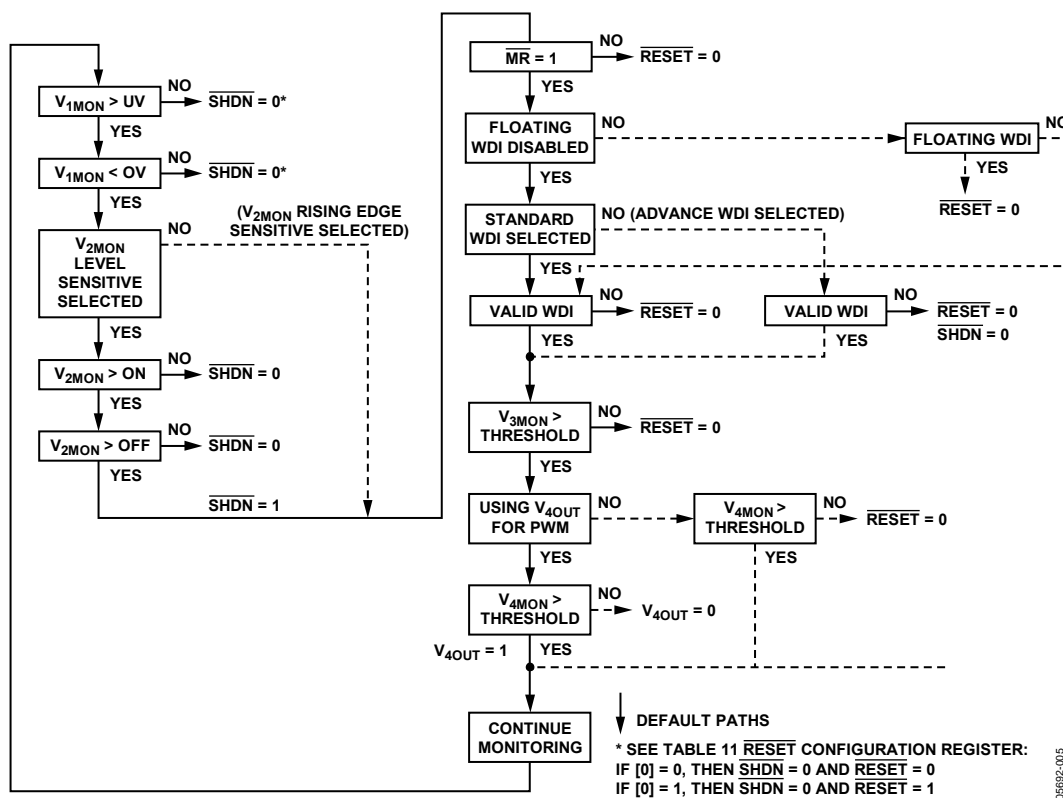 V1MON > UV
NO
SHDN = 0*
YES
V1MON < OV
NO
SHDN = 0*
YES
V2MON
LEVEL
SENSITIVE
SELECTED
NO
(V2MON RISING EDGE
SENSITIVE SELECTED)
YES
V2MON > ON
NO
SHDN = 0
YES
V2MON > OFF
NO
SHDN = 0
YES
SHDN = 1
MR = 1
NO
RESET = 0
YES
FLOATING
WDI DISABLED
NO
YES
FLOATING WDI
NO
YES
RESET = 0
STANDARD
WDI SELECTED
NO (ADVANCE WDI SELECTED)
YES
VALID WDI
NO
RESET = 0
YES
VALID WDI
NO
RESET = 0
SHDN = 0
YES
V3MON >
THRESHOLD
NO
RESET = 0
YES
USING V4OUT
FOR PWM
NO
YES
V4MON >
THRESHOLD
NO
RESET = 0
YES
V4MON >
THRESHOLD
NO
V4OUT = 0
V4OUT = 1
YES
CONTINUE
MONITORING
DEFAULT PATHS
* SEE TABLE 11 RESET CONFIGURATION REGISTER:
IF [0] = 0, THEN SHDN = 0 AND RESET = 0
IF [0] = 1, THEN SHDN = 0 AND RESET = 1
05692-005